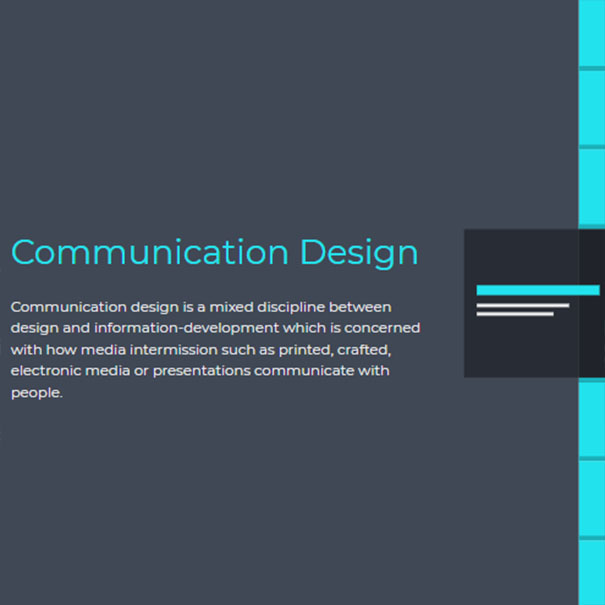 Communication Design
Communication design is a mixed discipline between
design and information-development which is concerned
with how media intermission such as printed, crafted,
electronic media or presentations communicate with
people.